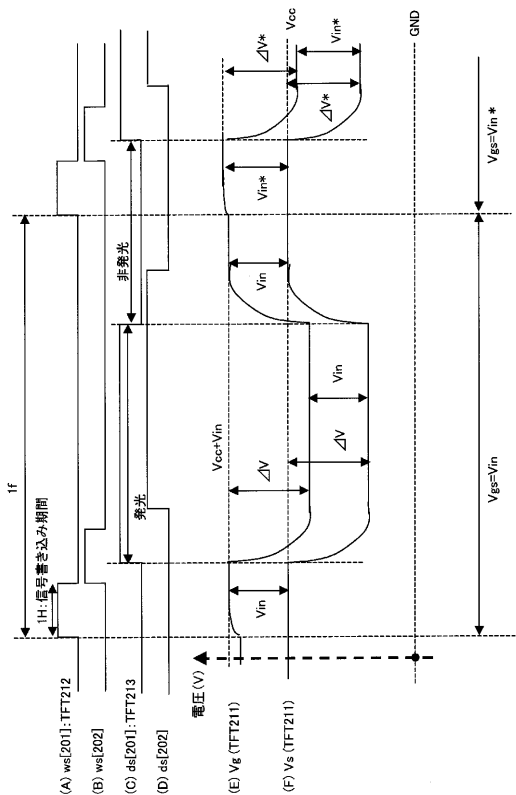 1f
1H:信号書き込み期間
(A) ws[201]:TFT212
(B) ws[202]
(C) ds[201]:TFT213
発光
非発光
(D) ds[202]
電圧(V)
(E) Vg (TFT211)
Vin
Vcc+Vin
⊿V
Vin
Vin*
⊿V*
(F) Vs (TFT211)
⊿V
Vin
Vcc
⊿V*
Vin*
GND
Vgs=Vin
Vgs=Vin*